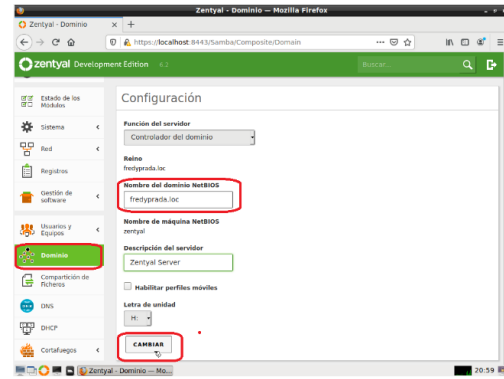 Zentyal - Dominio — Mozilla Firefox
Zentyal - Dominio
https://localhost:8443/Samba/Composite/Domain
zentyal Development Edition 6.2
Buscar...
Estado de los Módulos
Sistema
Red
Registros
Gestión de software
Usuarios y Equipos
Dominio
Compartición de Ficheros
DNS
DHCP
Cortafuegos
Configuración
Función del servidor
Controlador del dominio
Reino
fredyprada.loc
Nombre del dominio NetBIOS
fredyprada.loc
Nombre de máquina NetBIOS
zentyal
Descripción del servidor
Zentyal Server
Habilitar perfiles móviles
Letra de unidad
H:
CAMBIAR
Zentyal - Dominio — Mo...
20:59